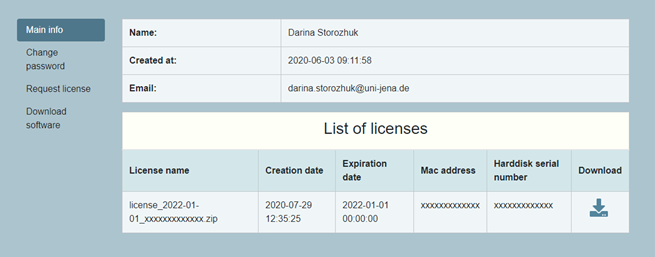 Main info
Change
password
Request license
Download
software
Name: Darina Storozhuk
Created at: 2020-06-03 09:11:58
Email: darina.storozhuk@uni-jena.de
List of licenses
License name Creation date Expiration date Mac address Harddisk serial number Download
license_2022-01-
01_xxxxxxxxxxxxx.zip
2020-07-29
12:35:25
2022-01-01
00:00:00
xxxxxxxxxxxxx
xxxxxxxxxxxxx